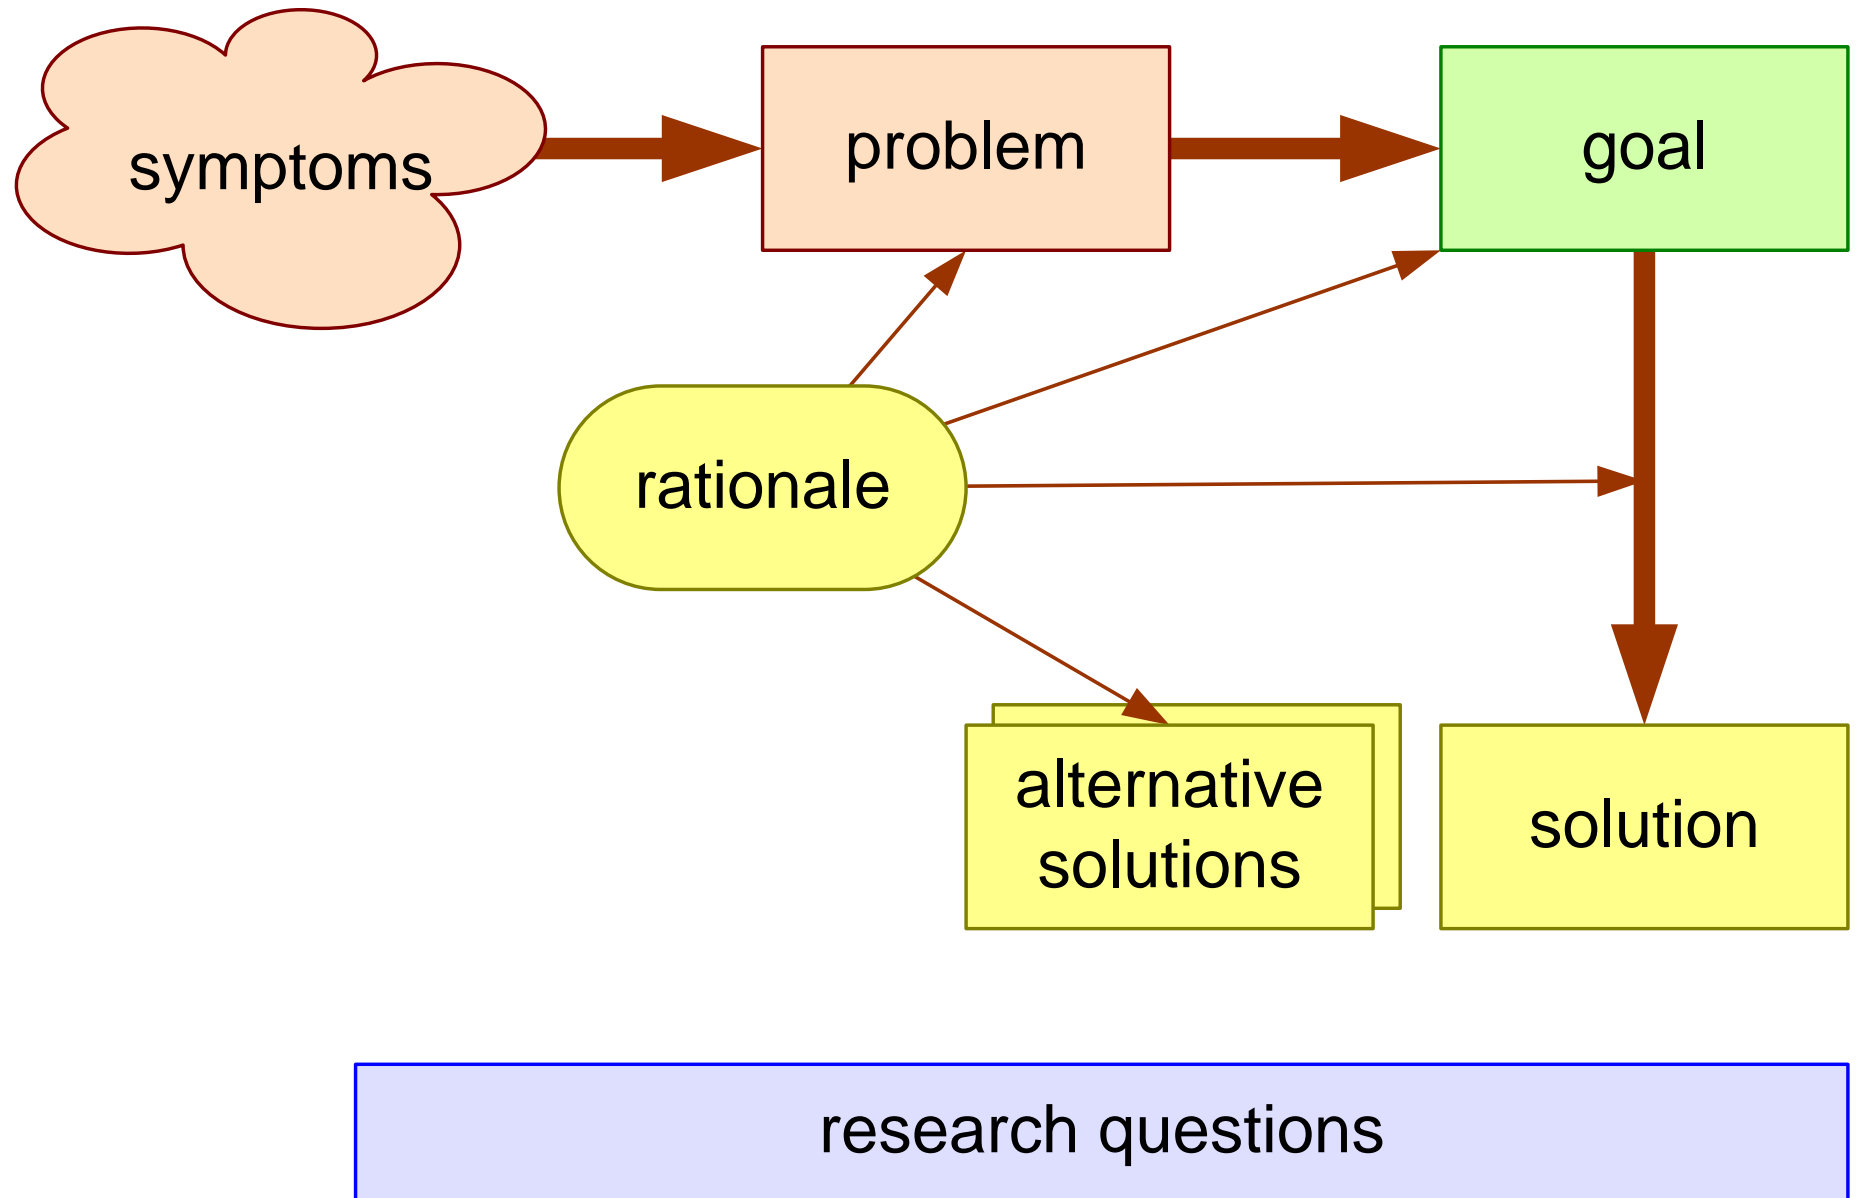 symptoms
problem
goal
rationale
alternative
solutions
solution
research questions